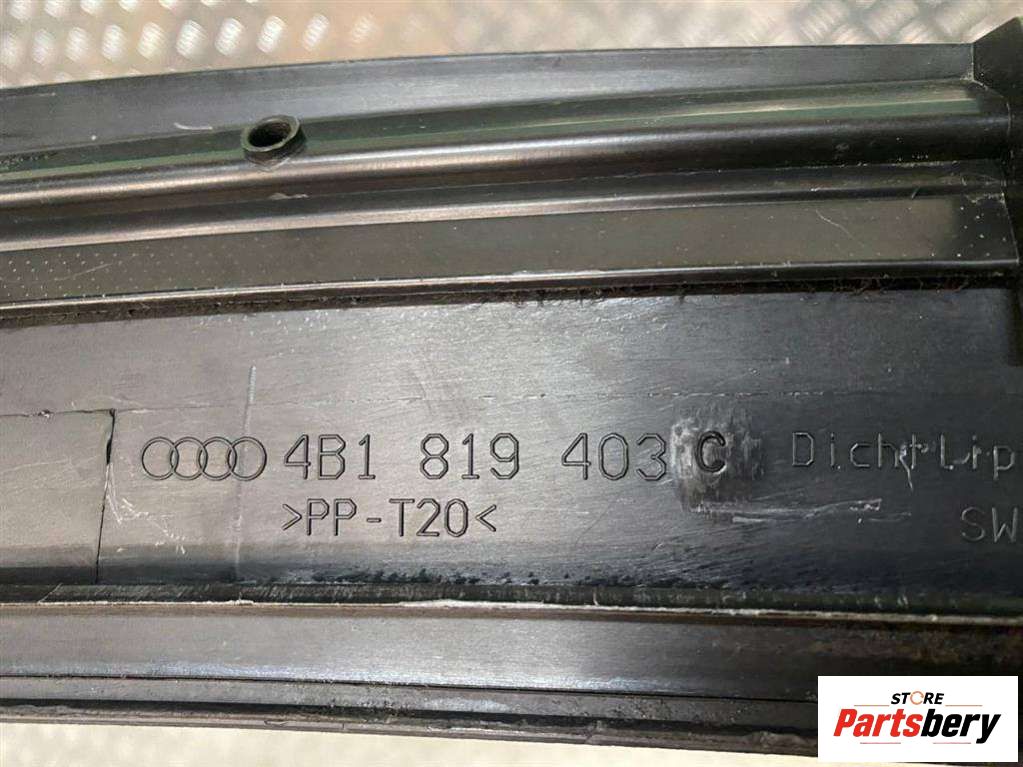 4B1 819 403 C Dichtlip
>PP-T20< SW
STORE
Partsbery